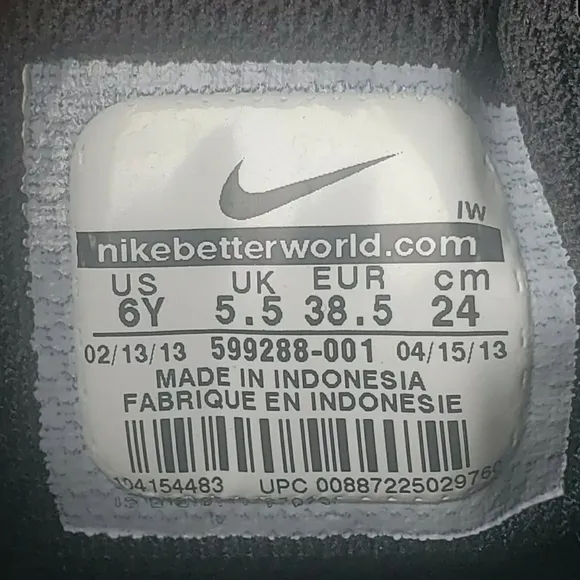 IW
nikebetterworld.com
US UK EUR cm
6Y 5.5 38.5 24
02/13/13 599288-001 04/15/13
MADE IN INDONESIA
FABRIQUE EN INDONESIE
UPC